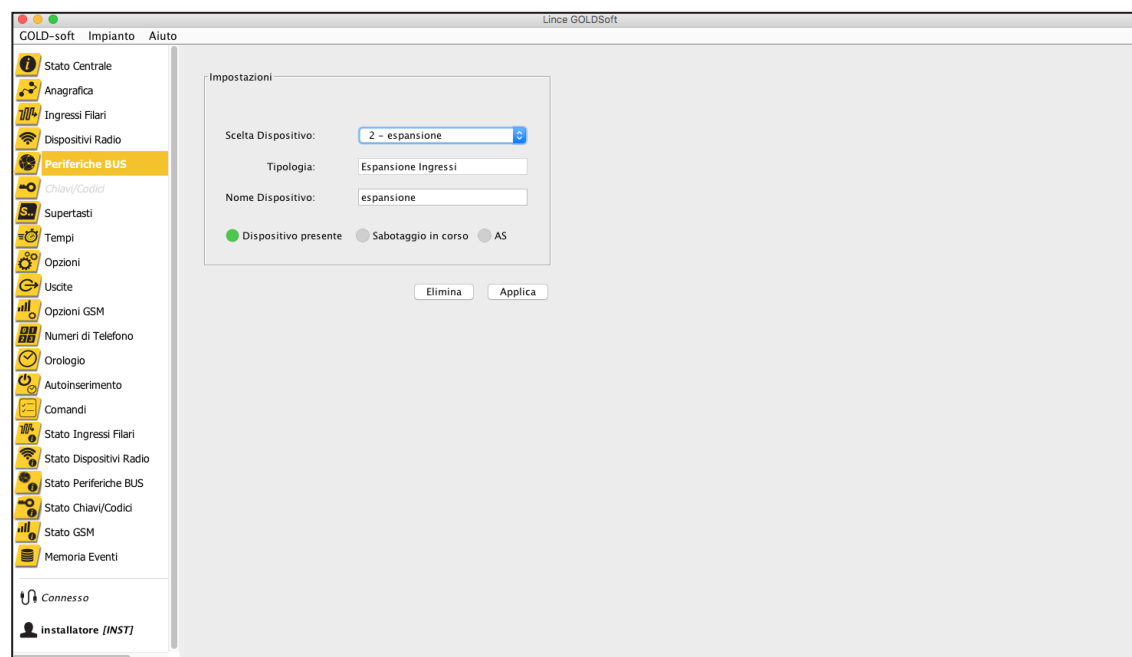 Lince GOLDSoft
GOLD-soft Impianto Aiuto
Stato Centrale
Anagrafica
Ingressi Filari
Dispositivi Radio
Periferiche BUS
Chiavi/Codici
Supertasti
Tempi
Opzioni
Uscite
Opzioni GSM
Numeri di Telefono
Orologio
Autoinserimento
Comandi
Stato Ingressi Filari
Stato Dispositivi Radio
Stato Periferiche BUS
Stato Chiavi/Codici
Stato GSM
Memoria Eventi
Connesso
installatore [INST]
Impostazioni
Scelta Dispositivo: 2 - espansione
Tipologia: Espansione Ingressi
Nome Dispositivo: espansione
Dispositivo presente Sabotaggio in corso AS
Elimina Applica